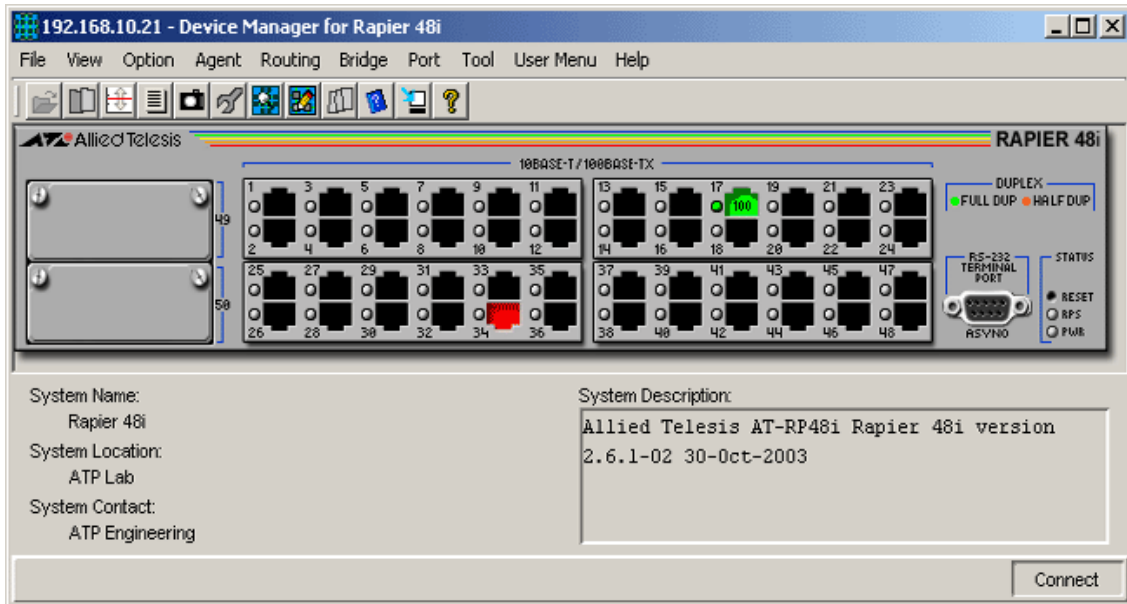 192.168.10.21 - Device Manager for Rapier 48i
File View Option Agent Routing Bridge Port Tool User Menu Help
Allied Telesis
RAPIER 48i
10BASE-T/100BASE-TX
1 3 5 7 9 11 13 15 17 19 21 23
100
49
2 4 6 8 10 12 14 16 18 20 22 24
DUPLEX
FULL DUP HALF DUP
25 27 29 31 33 35 37 39 41 43 45 47
50
26 28 30 32 34 36 38 40 42 44 46 48
RS-232
TERMINAL
PORT
ASYN0
STATUS
RESET
RPS
PWR
System Name:
Rapier 48i
System Location:
ATP Lab
System Contact:
ATP Engineering
System Description:
Allied Telesis AT-RP48i Rapier 48i version
2.6.1-02 30-Oct-2003
Connect